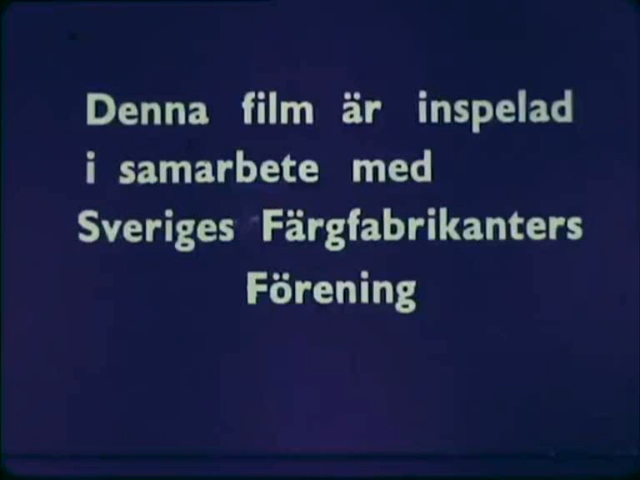 Denna film är inspelad
i samarbete med
Sveriges Färgfabrikanters
Förening